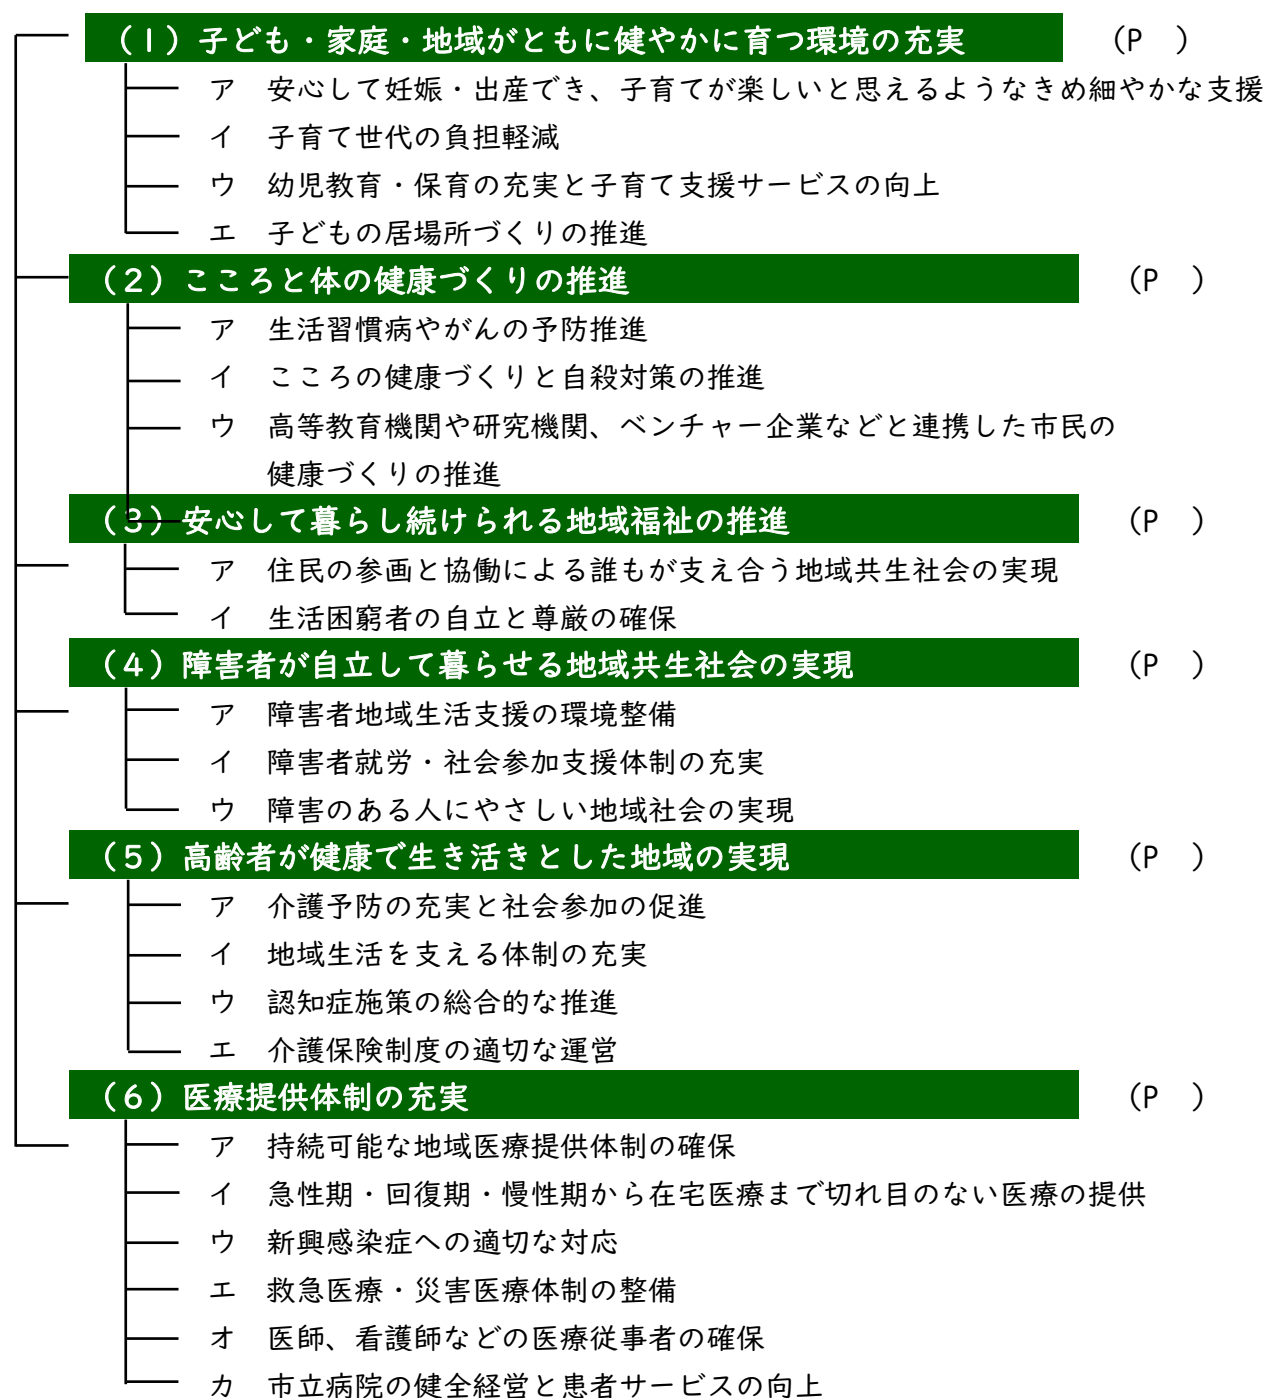 （１）子ども・家庭・地域がともに健やかに育つ環境の充実　（P　）
ア　安心して妊娠・出産でき、子育てが楽しいと思えるようなきめ細やかな支援
イ　子育て世代の負担軽減
ウ　幼児教育・保育の充実と子育て支援サービスの向上
エ　子どもの居場所づくりの推進
（２）こころと体の健康づくりの推進　（P　）
ア　生活習慣病やがんの予防推進
イ　こころの健康づくりと自殺対策の推進
ウ　高等教育機関や研究機関、ベンチャー企業などと連携した市民の
健康づくりの推進
（３）安心して暮らし続けられる地域福祉の推進　（P　）
ア　住民の参画と協働による誰もが支え合う地域共生社会の実現
イ　生活困窮者の自立と尊厳の確保
（４）障害者が自立して暮らせる地域共生社会の実現　（P　）
ア　障害者地域生活支援の環境整備
イ　障害者就労・社会参加支援体制の充実
ウ　障害のある人にやさしい地域社会の実現
（５）高齢者が健康で生き活きとした地域の実現　（P　）
ア　介護予防の充実と社会参加の促進
イ　地域生活を支える体制の充実
ウ　認知症施策の総合的な推進
エ　介護保険制度の適切な運営
（６）医療提供体制の充実　（P　）
ア　持続可能な地域医療提供体制の確保
イ　急性期・回復期・慢性期から在宅医療まで切れ目のない医療の提供
ウ　新興感染症への適切な対応
エ　救急医療・災害医療体制の整備
オ　医師、看護師などの医療従事者の確保
カ　市立病院の健全経営と患者サービスの向上